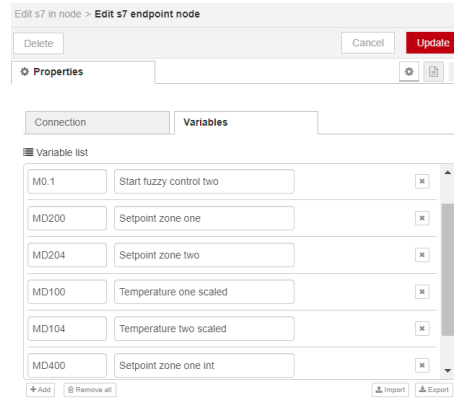 Edit s7 in node > Edit s7 endpoint node
Delete Cancel Update
Properties
Connection Variables
Variable list
M0.1 Start fuzzy control two
MD200 Setpoint zone one
MD204 Setpoint zone two
MD100 Temperature one scaled
MD104 Temperature two scaled
MD400 Setpoint zone one int
+ Add Remove all Import Export